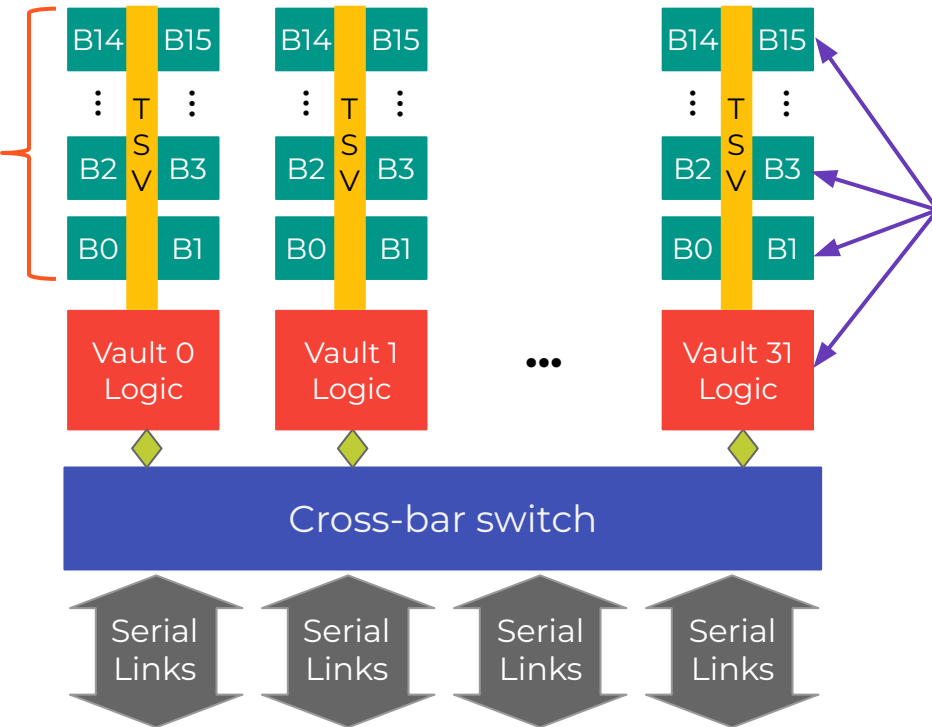 B14 B15 B14 B15 B14 B15
T S V T S V T S V
B2 B3 B2 B3 B2 B3
B0 B1 B0 B1 B0 B1
Vault 0
Logic
Vault 1
Logic
...
Vault 31
Logic
Cross-bar switch
Serial
Links
Serial
Links
Serial
Links
Serial
Links